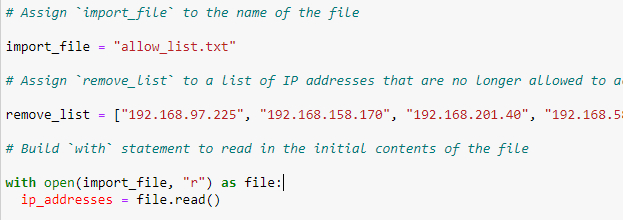 # Assign `import_file` to the name of the file
import_file = "allow_list.txt"
# Assign `remove_list` to a list of IP addresses that are no longer allowed to
remove_list = ["192.168.97.225", "192.168.158.170", "192.168.201.40", "192.168.5
# Build `with` statement to read in the initial contents of the file
with open(import_file, "r") as file:
  ip_addresses = file.read()